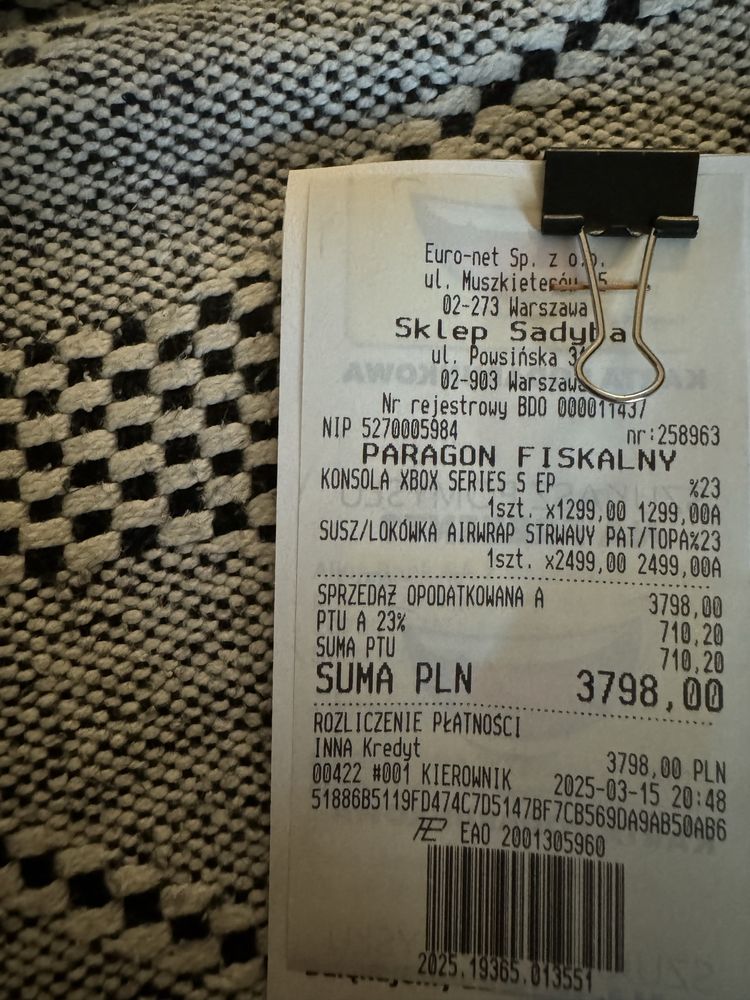 Euro-net Sp. z o.o.
ul. Muszkieterów 15
02-273 Warszawa
Sklep Sadyba
ul. Powsińska 31
02-903 Warszawa
Nr rejestrowy BDO 000011437
NIP 5270005984 nr:258963
PARAGON FISKALNY
KONSOLA XBOX SERIES S EP %23
1szt. x1299,00 1299,00A
SUSZ/LOKÓWKA AIRWRAP STRWAVY PAT/TOPA%23
1szt. x2499,00 2499,00A
SPRZEDAŻ OPODATKOWANA A 3798,00
PTU A 23% 710,20
SUMA PTU 710,20
SUMA PLN 3798,00
ROZLICZENIE PŁATNOŚCI
INNA Kredyt 3798,00 PLN
00422 #001 KIEROWNIK 2025-03-15 20:48
51886B5119FD474C7D5147BF7CB569DA9AB50AB6
EAO 2001305960
2025.19365.013551